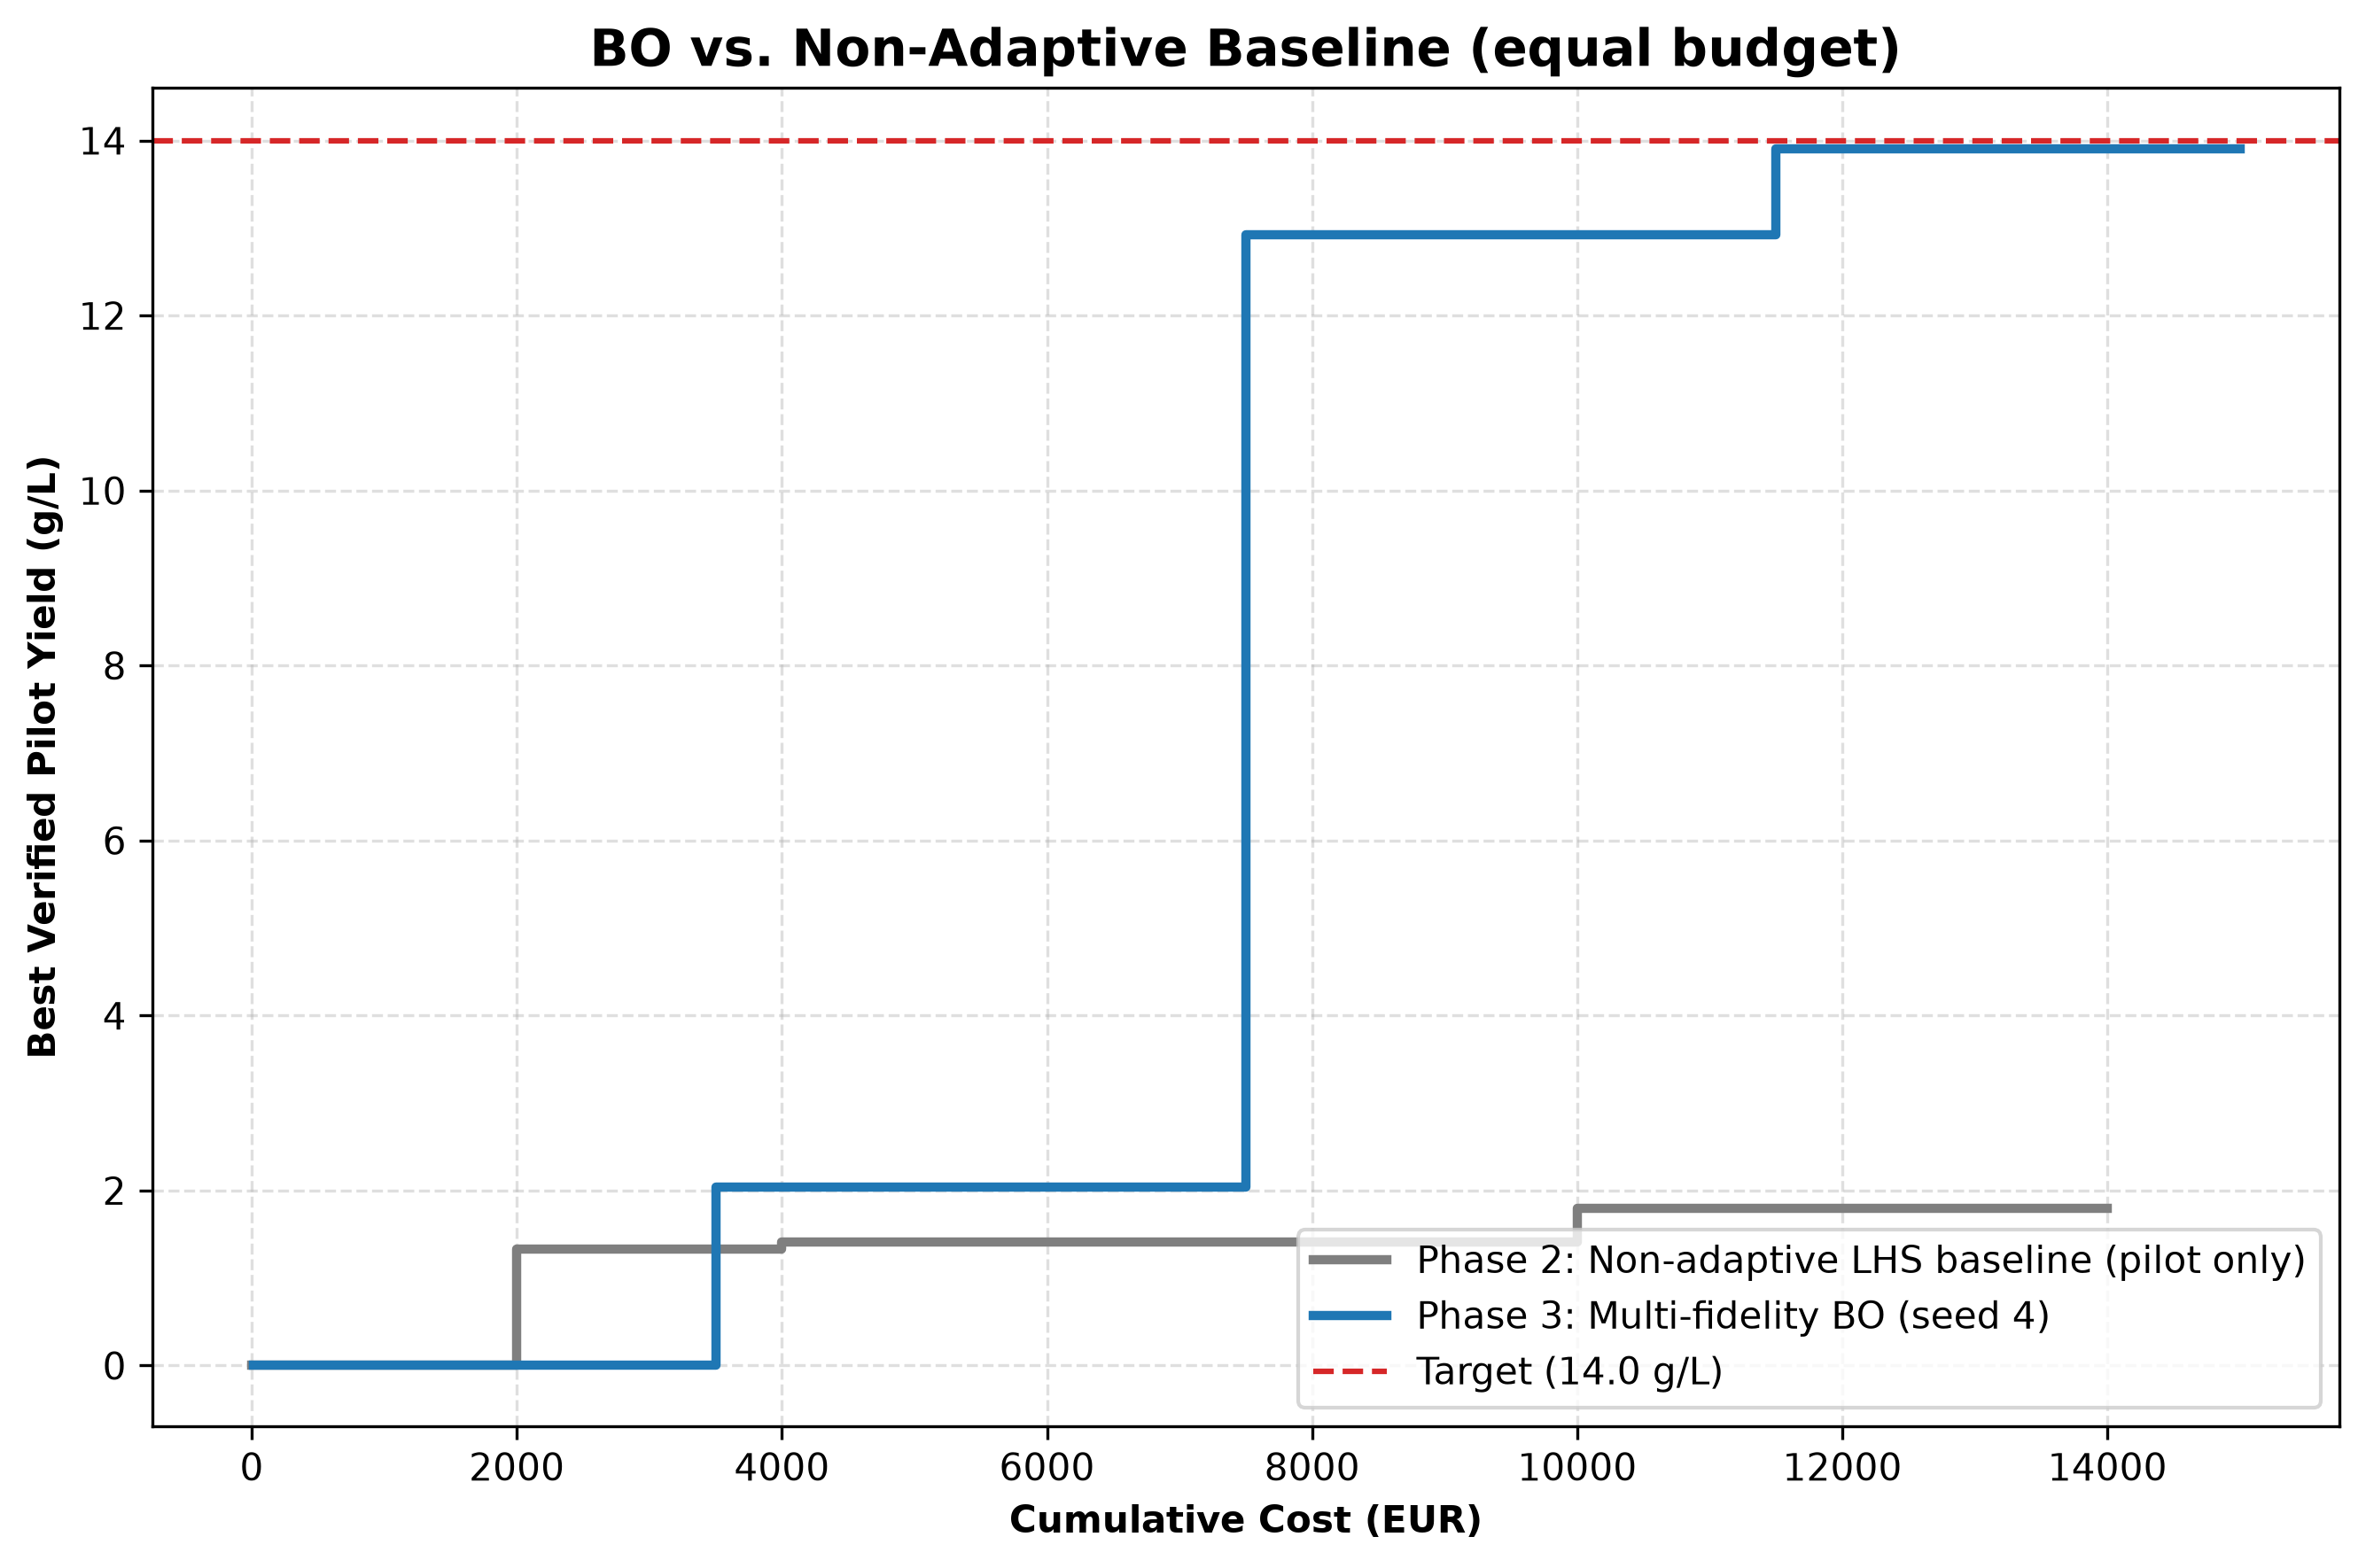 BO vs. Non-Adaptive Baseline (equal budget)
Best Verified Pilot Yield (g/L)
14
12
10
8
6
4
2
0
Phase 2: Non-adaptive LHS baseline (pilot only)
Phase 3: Multi-fidelity BO (seed 4)
Target (14.0 g/L)
0 2000 4000 6000 8000 10000 12000 14000
Cumulative Cost (EUR)